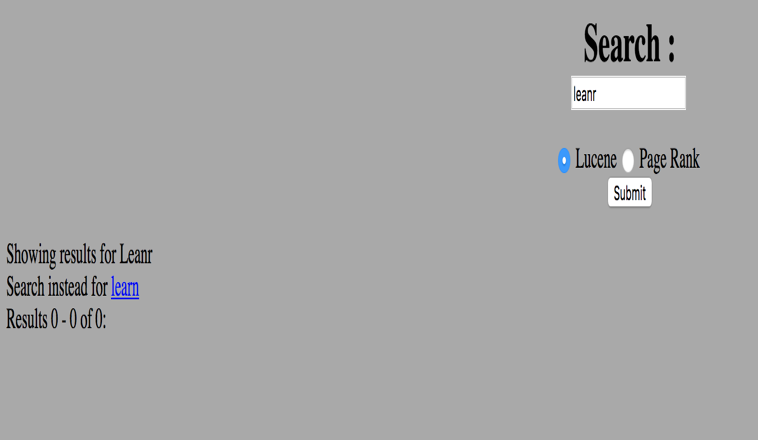 Search :
leanr
Lucene Page Rank
Submit
Showing results for Leanr
Search instead for learn
Results 0 - 0 of 0: